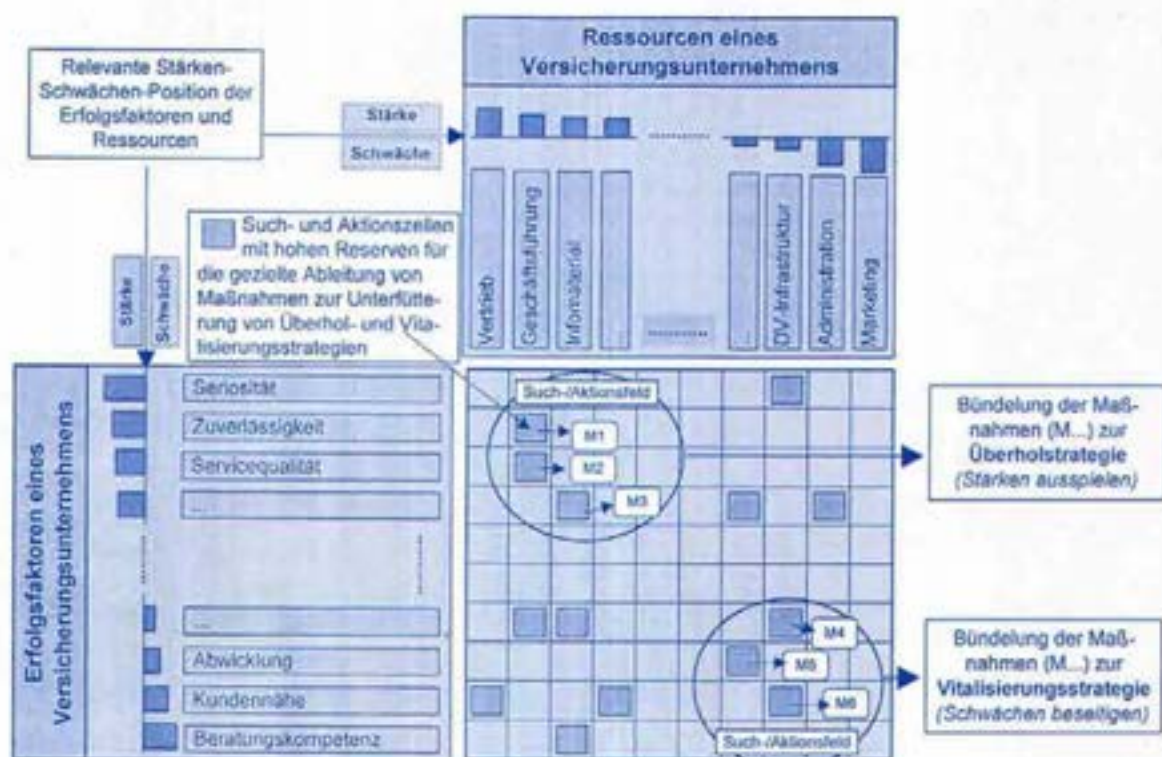 Relevante Stärken-
Schwächen-Position der
Erfolgsfaktoren und
Ressourcen
Stärke
Schwäche
Ressourcen eines
Versicherungsunternehmens
..........
Vertrieb
Geschäftsführung
Infomaterial
...
..........
...
DV-Infrastruktur
Administration
Marketing
Such- und Aktionszellen
mit hohen Reserven für
die gezielte Ableitung von
Maßnahmen zur Unterfütte-
rung von Überhol- und Vita-
lisierungsstrategien
Stärke
Schwäche
Erfolgsfaktoren eines
Versicherungsunternehmens
Seriosität
Zuverlässigkeit
Servicequalität
...
...
Abwicklung
Kundennähe
Beratungskompetenz
Such-/Aktionsfeld
M1
M2
M3
M4
M5
M6
Such-/Aktionsfeld
Bündelung der Maß-
nahmen (M...) zur
Überholstrategie
(Stärken ausspielen)
Bündelung der Maß-
nahmen (M...) zur
Vitalisierungsstrategie
(Schwächen beseitigen)